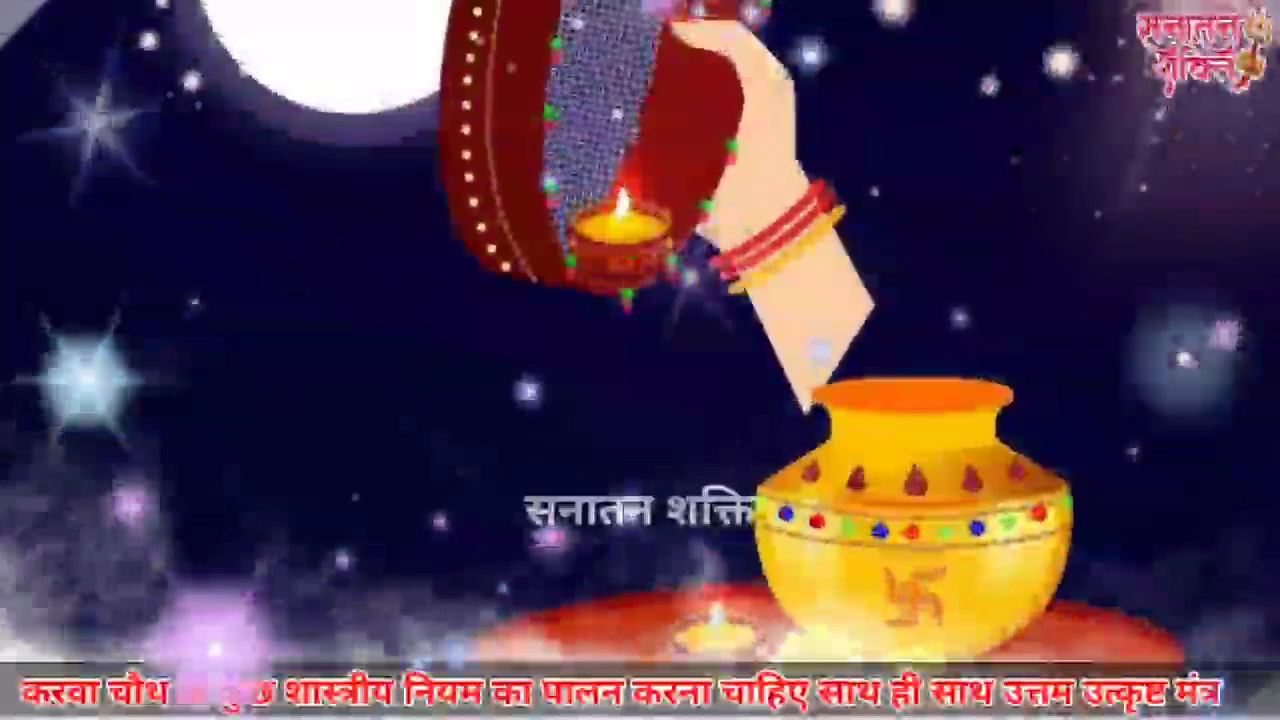 सनातन
शक्ति
सनातन शक्ति
करवा चौथ शास्त्रीय नियम का पालन करना चाहिए साथ ही साथ उत्तम उत्कृष्ट मंत्र